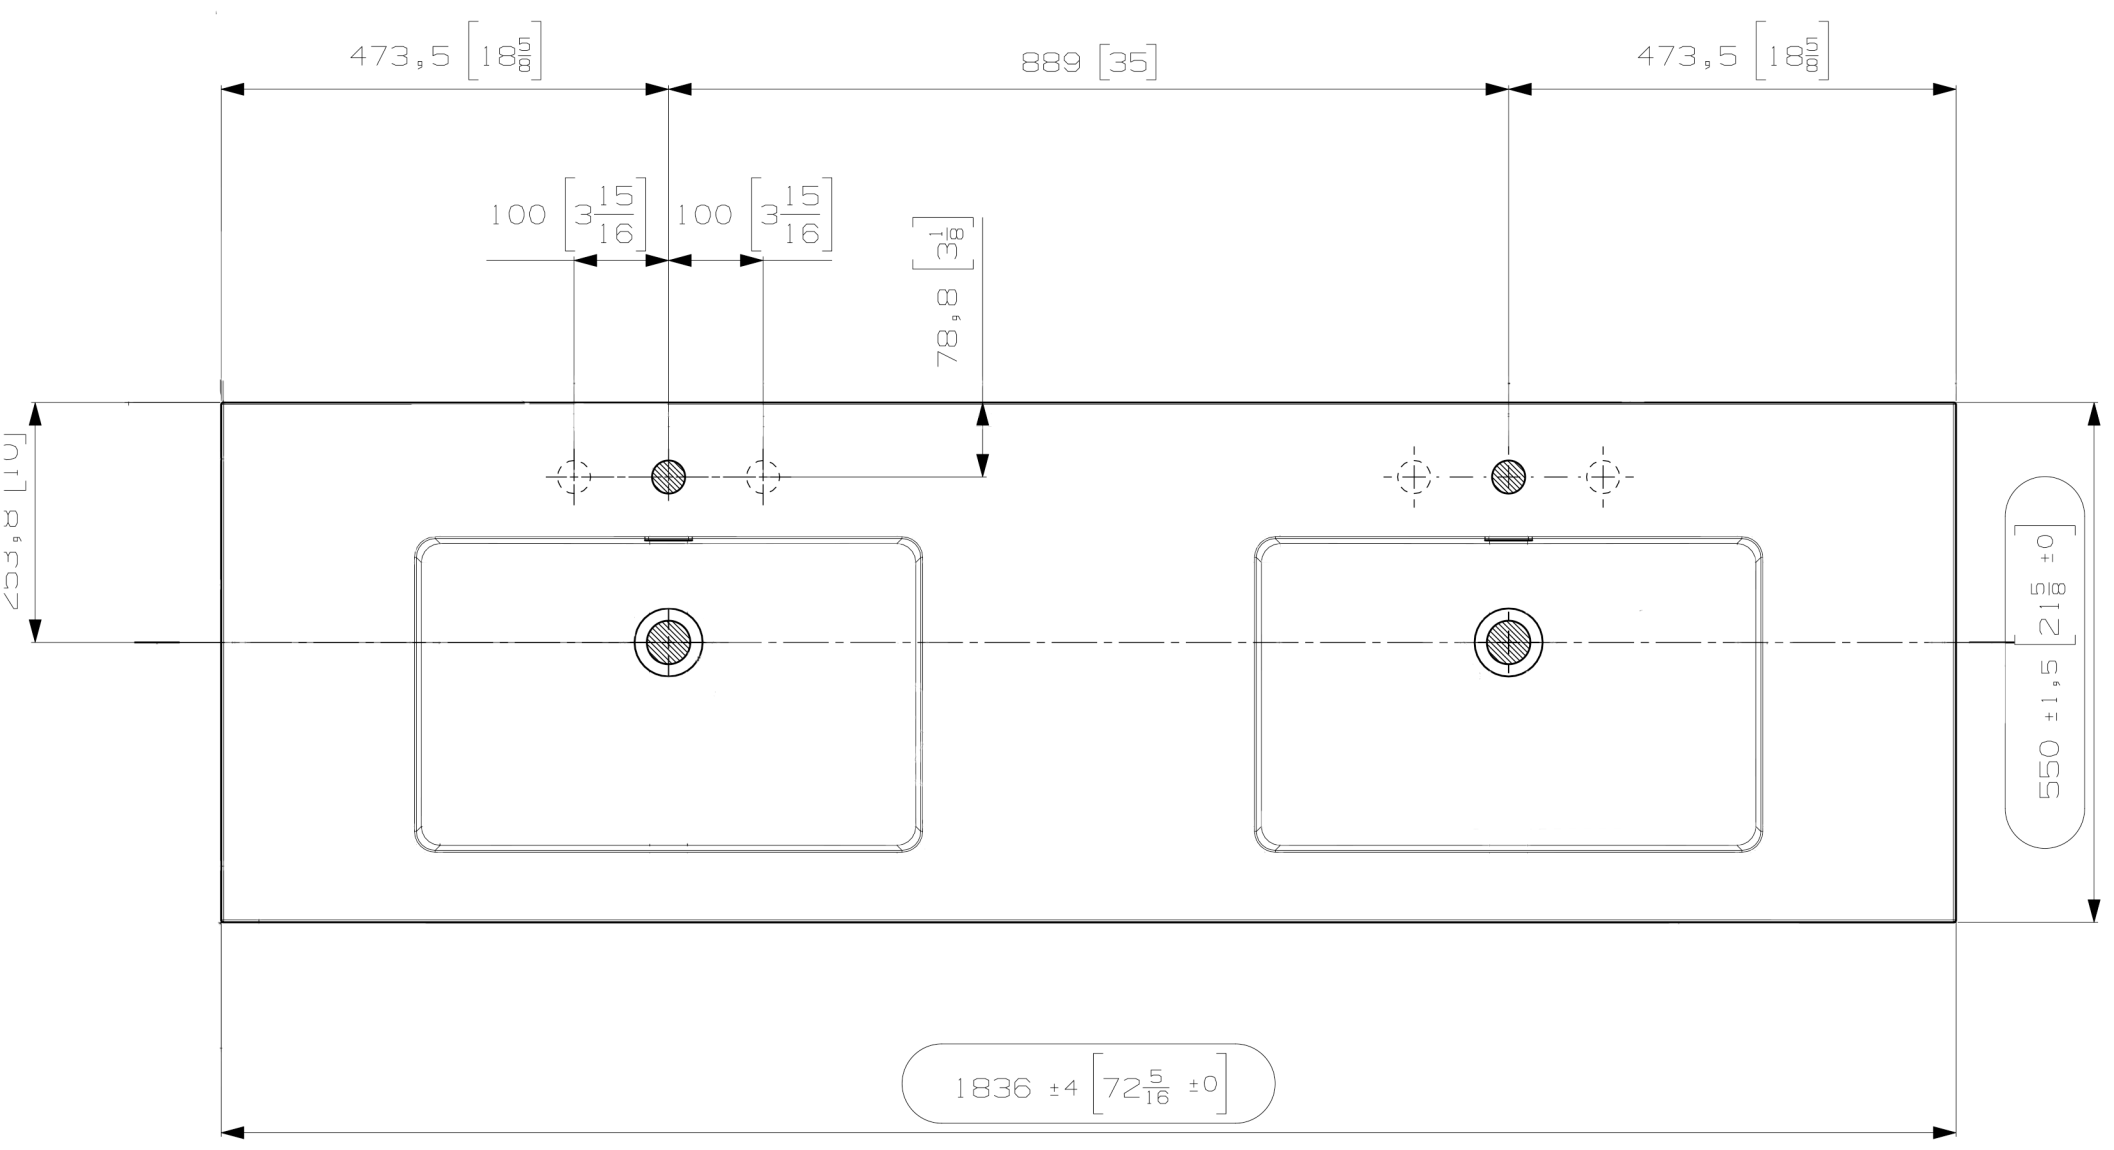 473,5 [18 5/8]
889 [35]
473,5 [18 5/8]
100 [3 15/16]
100 [3 15/16]
78,8 [3 1/8]
253,8 [10]
550 ±1,5 [21 5/8 ±0]
1836 ±4 [72 5/16 ±0]